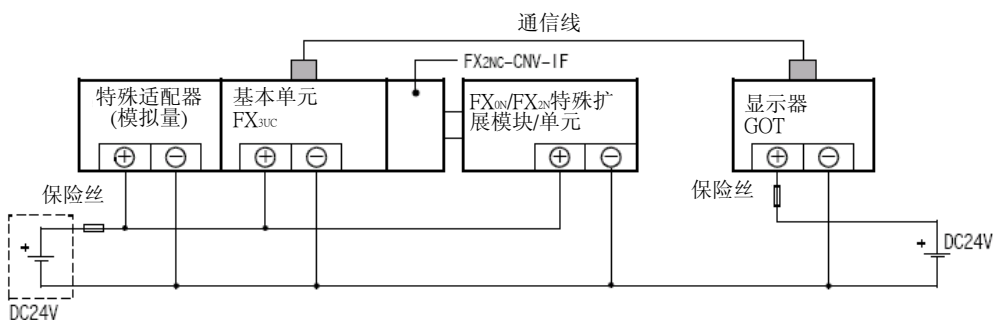 通信线
FX2NC-CNV-IF
特殊适配器
(模拟量)
基本单元
FX3UC
FX0N/FX2N特殊扩
展模块/单元
显示器
GOT
+
−
+
−
+
−
+
−
保险丝
保险丝
+
DC24V
+
DC24V